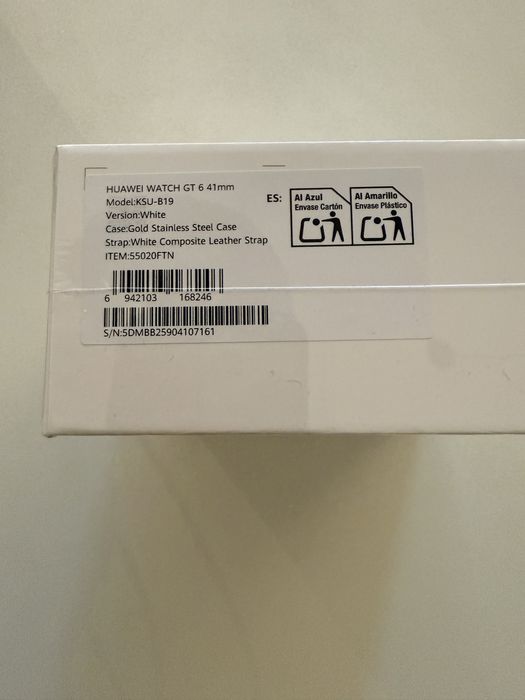 HUAWEI WATCH GT 6 41mm
Model:KSU-B19
Version:White
Case:Gold Stainless Steel Case
Strap:White Composite Leather Strap
ITEM:55020FTN
6 942103 168246
S/N:5DMBB25904107161
ES:
Al Azul
Envase Cartón
Al Amarillo
Envase Plástico